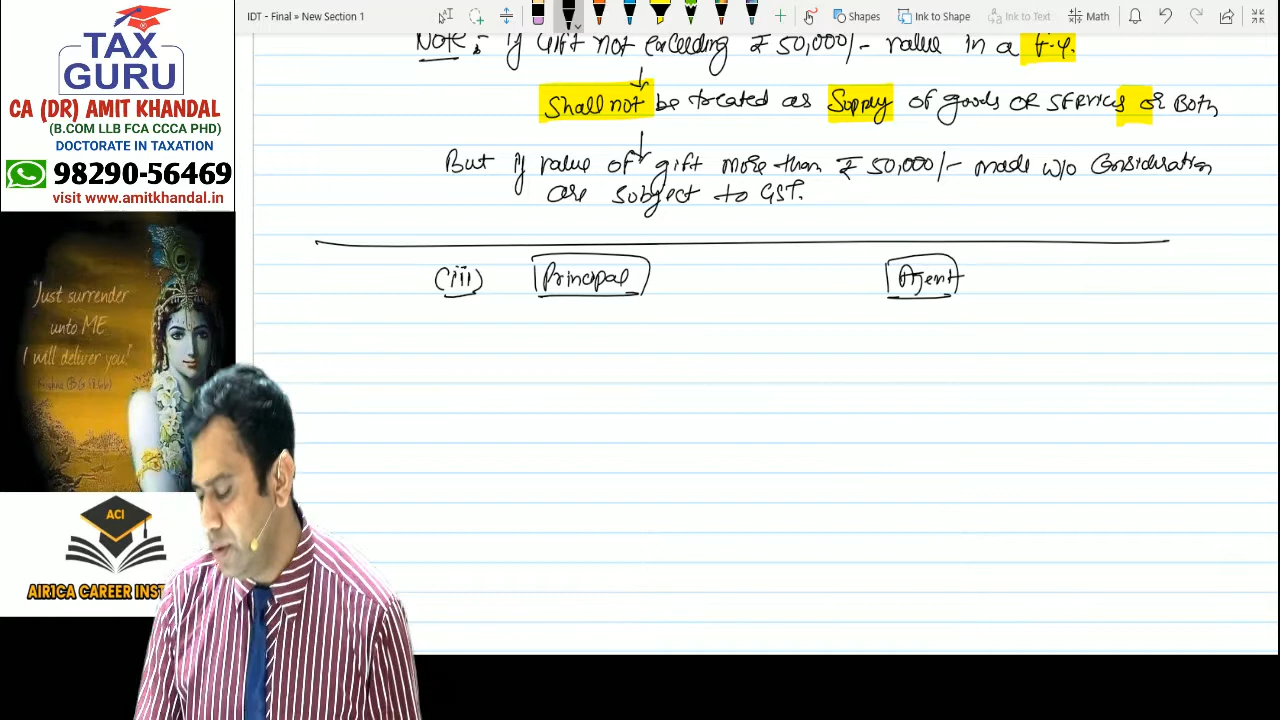 IDT - Final » New Section 1
Shapes
Ink to Shape
Ink to Text
Math
TAX
GURU
CA (DR) AMIT KHANDAL
(B.COM LLB FCA CCCA PHD)
DOCTORATE IN TAXATION
98290-56469
visit www.amitkhandal.in
Note : if Gift not exceeding ₹ 50,000/- value in a F.Y.
Shall not be treated as Supply of goods or services or Both
But if value of gift more than ₹ 50,000/- made w/o Consideration
are subject to GST.
(iii) Principal Agent
"Just surrender
unto ME
I will deliver you!"
Krishna (B.G 18.66)
ACI
AIR1CA CAREER INST